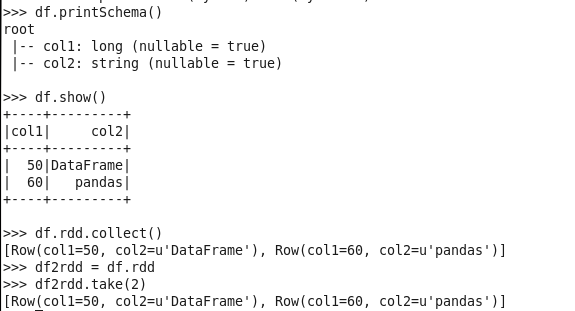 >>> df.printSchema()
root
 |-- col1: long (nullable = true)
 |-- col2: string (nullable = true)
>>> df.show()
+----+---------+
|col1|     col2|
+----+---------+
|  50|DataFrame|
|  60|   pandas|
+----+---------+
>>> df.rdd.collect()
[Row(col1=50, col2=u'DataFrame'), Row(col1=60, col2=u'pandas')]
>>> df2rdd = df.rdd
>>> df2rdd.take(2)
[Row(col1=50, col2=u'DataFrame'), Row(col1=60, col2=u'pandas')]